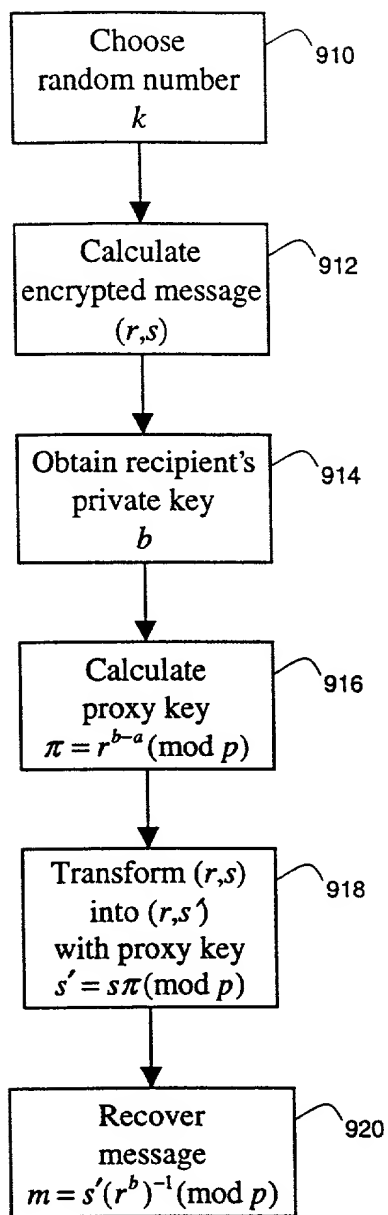 Choose
random number
k
910
Calculate
encrypted message
(r,s)
912
Obtain recipient's
private key
b
914
Calculate
proxy key
π = r^{b-a} (mod p)
916
Transform (r,s)
into (r,s′)
with proxy key
s′ = sπ(mod p)
918
Recover
message
m = s′(r^b)^{-1} (mod p)
920